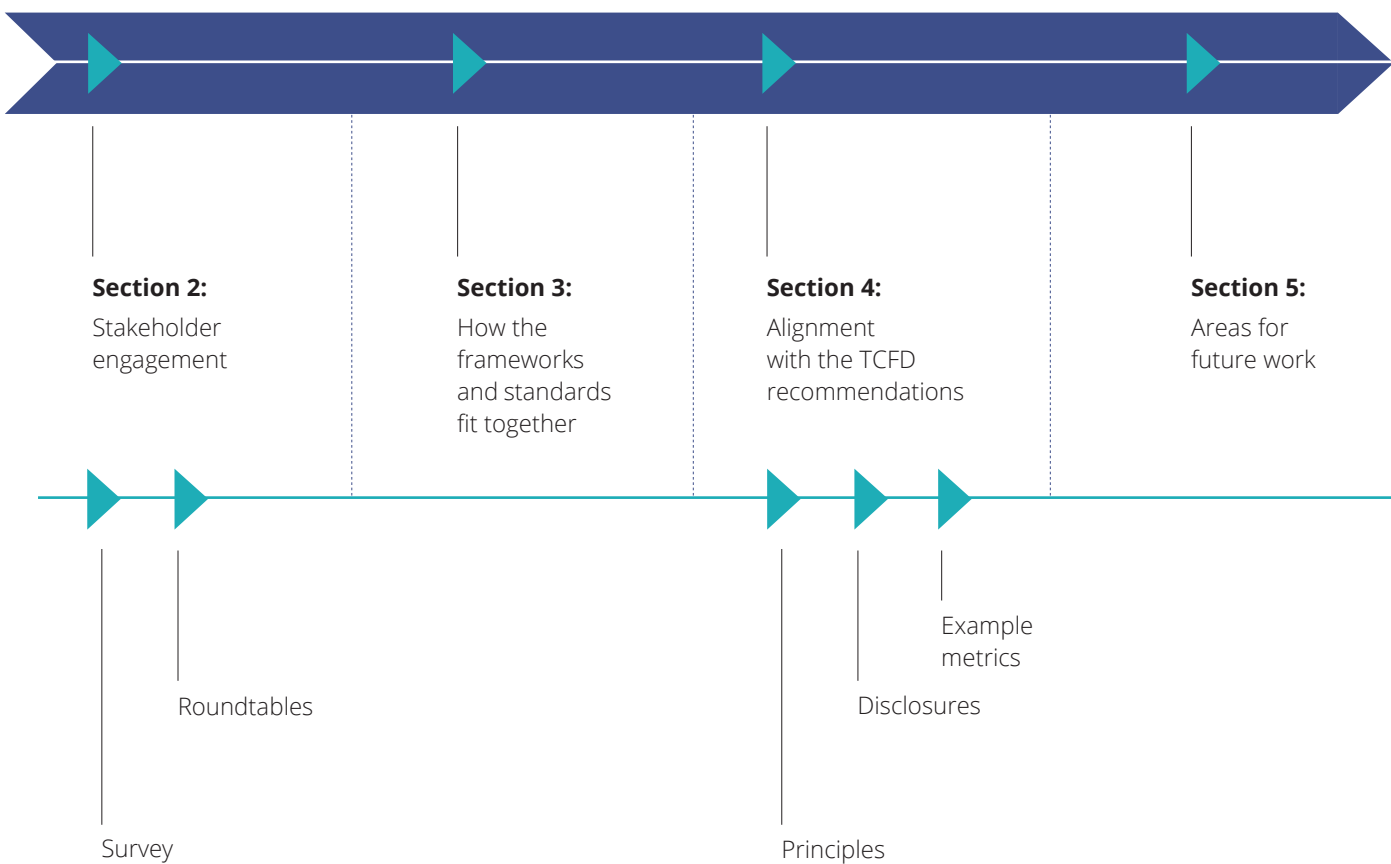 Section 2:
Stakeholder
engagement
Section 3:
How the
frameworks
and standards
fit together
Section 4:
Alignment
with the TCFD
recommendations
Section 5:
Areas for
future work
Survey
Roundtables
Principles
Disclosures
Example
metrics